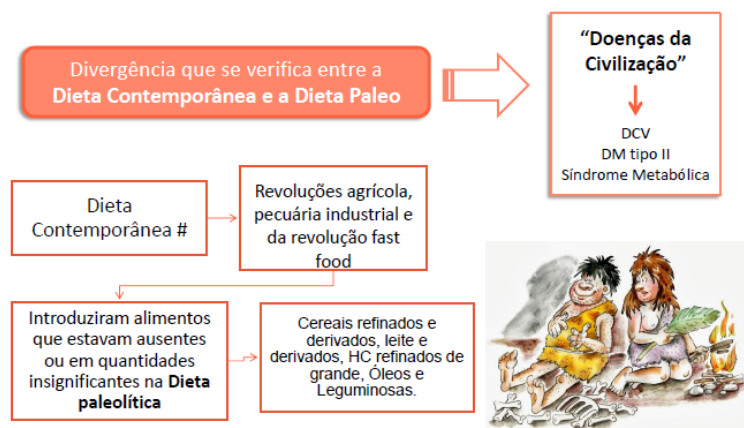 Divergência que se verifica entre a
Dieta Contemporânea e a Dieta Paleo
“Doenças da
Civilização”
DCV
DM tipo II
Síndrome Metabólica
Dieta
Contemporânea #
Revoluções agrícola,
pecuária industrial e
da revolução fast
food
Introduziram alimentos
que estavam ausentes
ou em quantidades
insignificantes na Dieta
paleolítica
Cereais refinados e
derivados, leite e
derivados, HC refinados de
grande, Óleos e
Leguminosas.